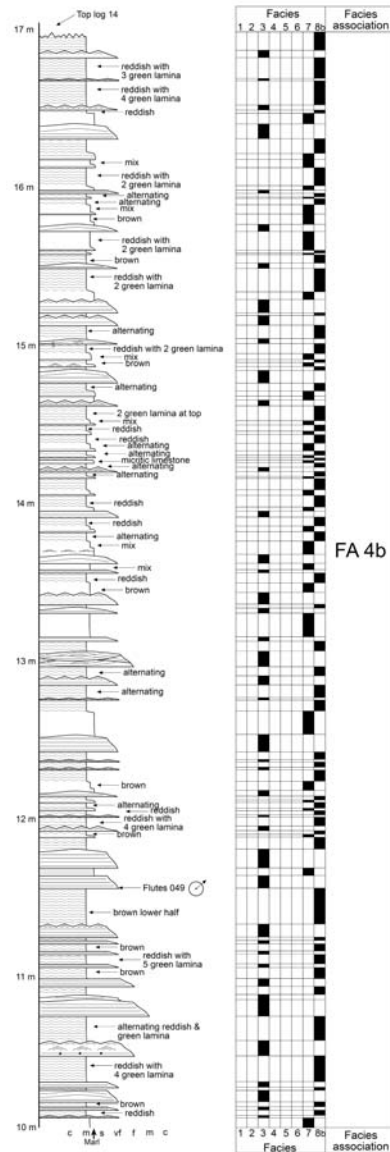 Top log 14
Facies
Facies
association
1 2 3 4 5 6 7 8b
17 m
reddish with
3 green lamina
reddish with
4 green lamina
reddish
mix
reddish with
2 green lamina
16 m
alternating
alternating
mix
brown
reddish with
2 green lamina
brown
reddish with
2 green lamina
alternating
15 m
reddish with 2 green lamina
mix
brown
alternating
2 green lamina at top
mix
reddish
reddish
alternating
alternating
micritic limestone
alternating
alternating
14 m
reddish
reddish
alternating
mix
FA 4b
mix
reddish
brown
13 m
alternating
alternating
brown
alternating
reddish
12 m
reddish with
4 green lamina
brown
Flutes 049
brown lower half
brown
reddish with
5 green lamina
11 m
brown
alternating reddish &
green lamina
reddish with
4 green lamina
brown
reddish
10 m
c m s vf f m c
Marl
1 2 3 4 5 6 7 8b
Facies
Facies
association